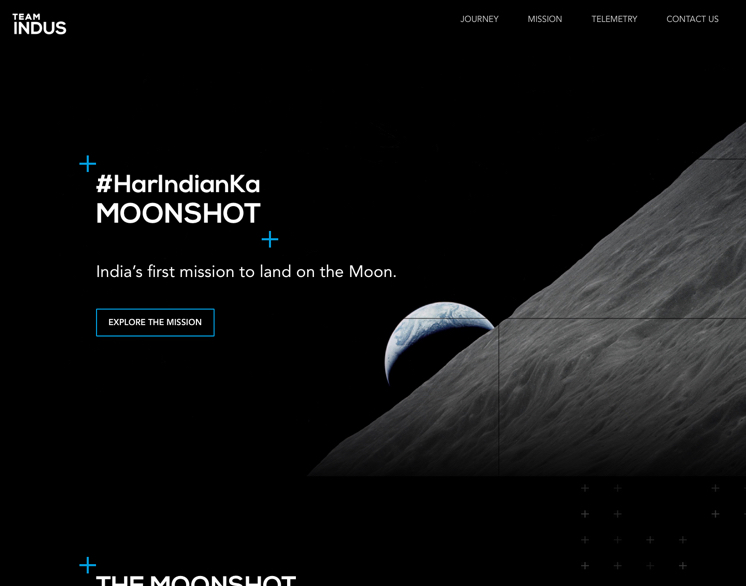 TEAM
INDUS
JOURNEY
MISSION
TELEMETRY
CONTACT US
#HarIndianKa
MOONSHOT
India's first mission to land on the Moon.
EXPLORE THE MISSION
THE MOONSHOT